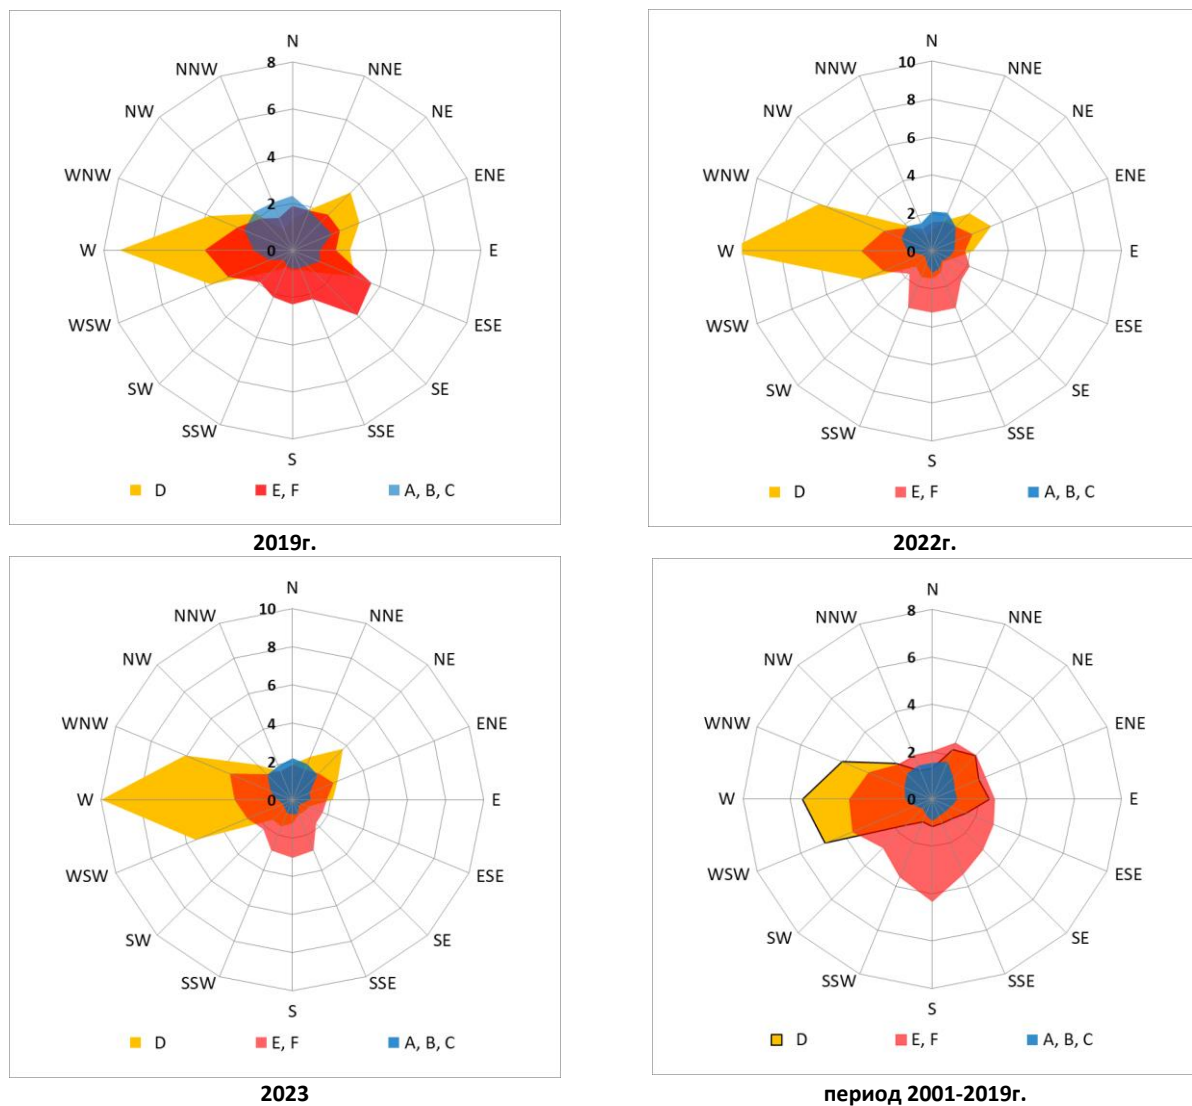 N
NNE
NE
ENE
E
ESE
SE
SSE
S
SSW
SW
WSW
W
WNW
NW
NNW
8
6
4
2
0
D
E, F
A, B, C
2019г.
N
NNE
NE
ENE
E
ESE
SE
SSE
S
SSW
SW
WSW
W
WNW
NW
NNW
10
8
6
4
2
0
D
E, F
A, B, C
2022г.
N
NNE
NE
ENE
E
ESE
SE
SSE
S
SSW
SW
WSW
W
WNW
NW
NNW
10
8
6
4
2
0
D
E, F
A, B, C
2023
N
NNE
NE
ENE
E
ESE
SE
SSE
S
SSW
SW
WSW
W
WNW
NW
NNW
8
6
4
2
0
D
E, F
A, B, C
период 2001-2019г.